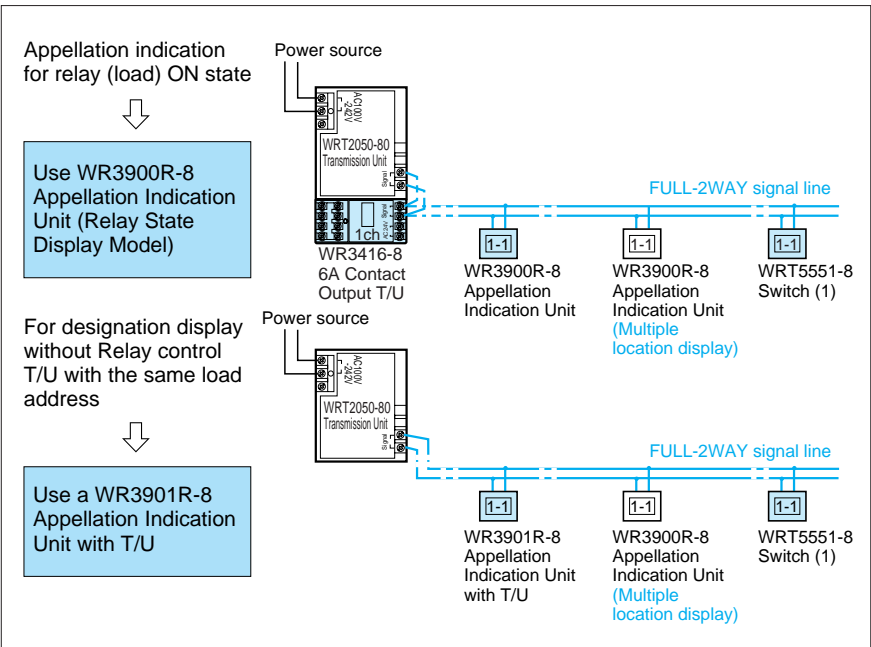 Appellation indication
for relay (load) ON state
Use WR3900R-8
Appellation Indication
Unit (Relay State
Display Model)
Power source
AC100V
-242V
WRT2050-80
Transmission Unit
Signal
Signal
AC24V
1ch
WR3416-8
6A Contact
Output T/U
FULL-2WAY signal line
1-1
WR3900R-8
Appellation
Indication Unit
1-1
WR3900R-8
Appellation
Indication Unit
(Multiple
location display)
1-1
WRT5551-8
Switch (1)
For designation display
without Relay control
T/U with the same load
address
Use a WR3901R-8
Appellation Indication
Unit with T/U
Power source
AC100V
-242V
WRT2050-80
Transmission Unit
Signal
FULL-2WAY signal line
1-1
WR3901R-8
Appellation
Indication Unit
with T/U
1-1
WR3900R-8
Appellation
Indication Unit
(Multiple
location display)
1-1
WRT5551-8
Switch (1)